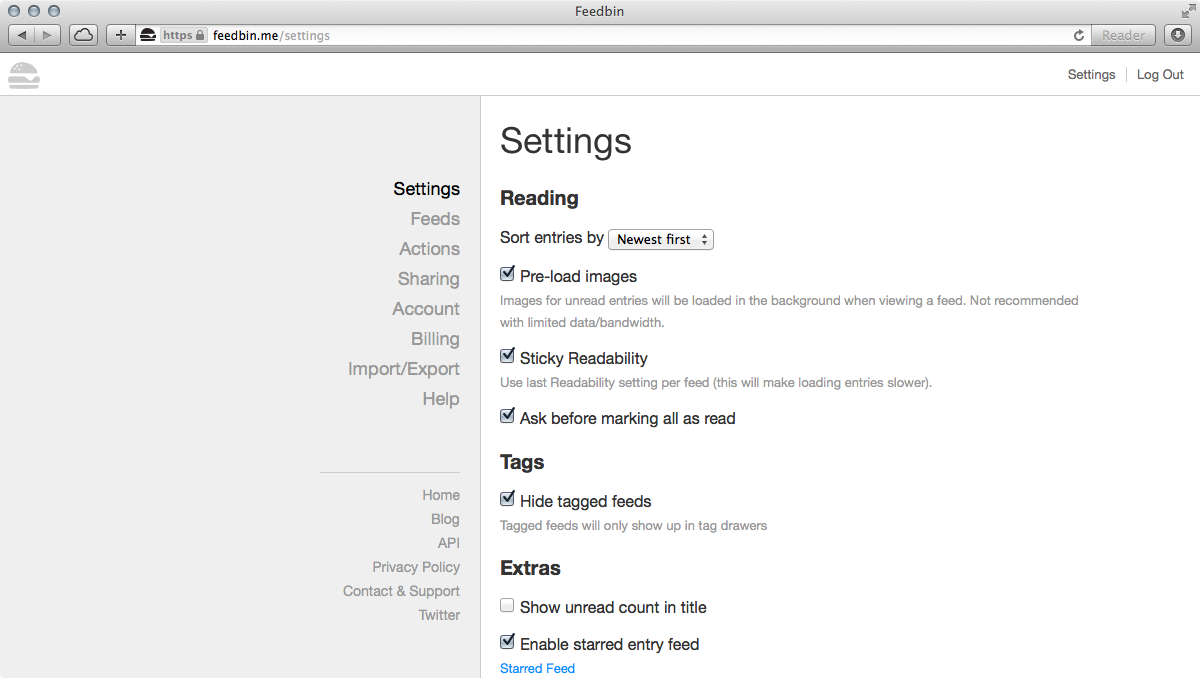 Feedbin
https feedbin.me/settings
Reader
Settings
Log Out
Settings
Feeds
Actions
Sharing
Account
Billing
Import/Export
Help
Home
Blog
API
Privacy Policy
Contact & Support
Twitter
Settings
Reading
Sort entries by Newest first
Pre-load images
Images for unread entries will be loaded in the background when viewing a feed. Not recommended
with limited data/bandwidth.
Sticky Readability
Use last Readability setting per feed (this will make loading entries slower).
Ask before marking all as read
Tags
Hide tagged feeds
Tagged feeds will only show up in tag drawers
Extras
Show unread count in title
Enable starred entry feed
Starred Feed